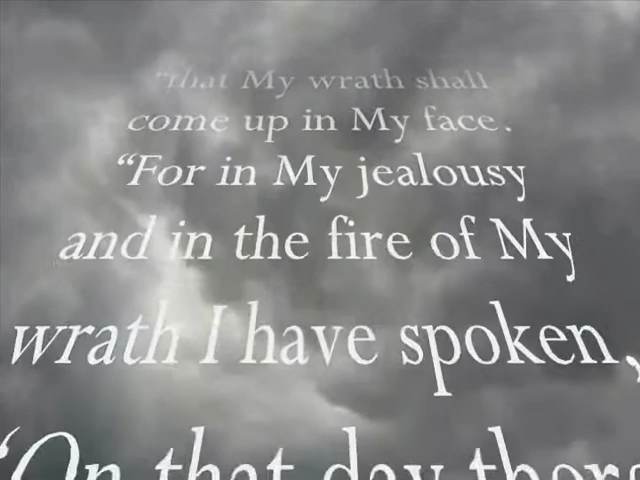 "that My wrath shall
come up in My face.
"For in My jealousy
and in the fire of My
wrath I have spoken,
"On that day